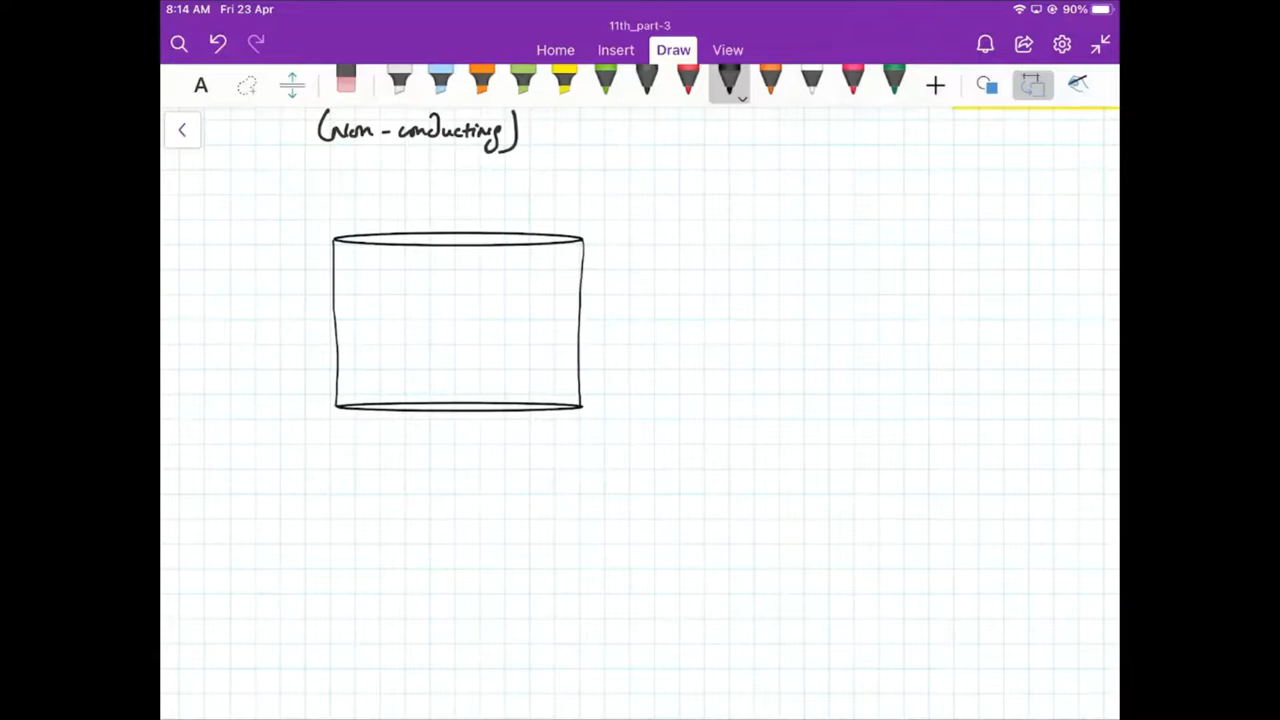 8:14 AM Fri 23 Apr
90%
11th_part-3
Home Insert Draw View
A
(Non-conducting)